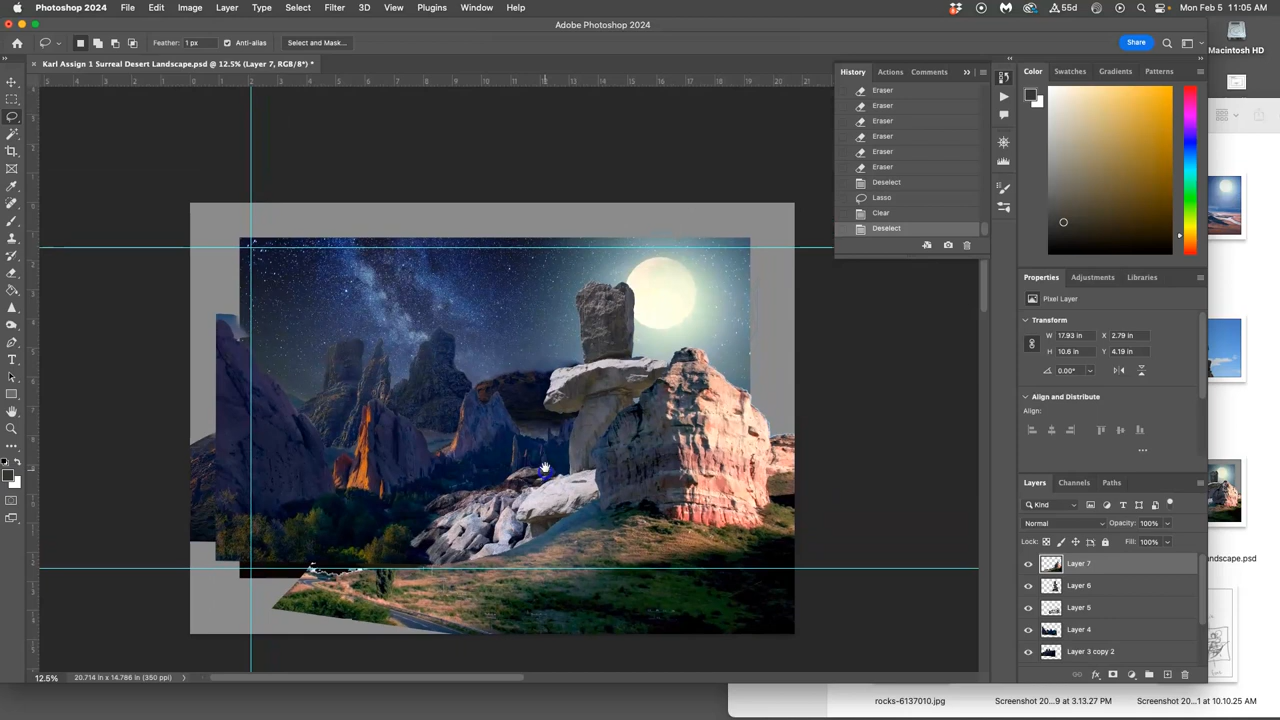 Photoshop 2024 File Edit Image Layer Type Select Filter 3D View Plugins Window Help 55d Mon Feb 5 11:05 AM
Adobe Photoshop 2024
Feather: 1 px Anti-alias Select and Mask... Share
Macintosh HD
Karl Assign 1 Surreal Desert Landscape.psd @ 12.5% (Layer 7, RGB/8*) *
History Actions Comments
Color Swatches Gradients Patterns
Eraser
Eraser
Eraser
Eraser
Eraser
Eraser
Deselect
Lasso
Clear
Deselect
Properties Adjustments Libraries
Pixel Layer
Transform
W 17.93 in X 2.79 in
H 10.6 in Y 4.19 in
0.00°
Align and Distribute
Align:
Layers Channels Paths
Kind
Normal Opacity: 100%
Lock: Fill: 100%
Layer 7
Layer 6
Layer 5
Layer 4
Layer 3 copy 2
andscape.psd
12.5% 20.714 in x 14.786 in (350 ppi)
rocks-6137010.jpg Screenshot 20...9 at 3.13.27 PM Screenshot 20...1 at 10.10.25 AM